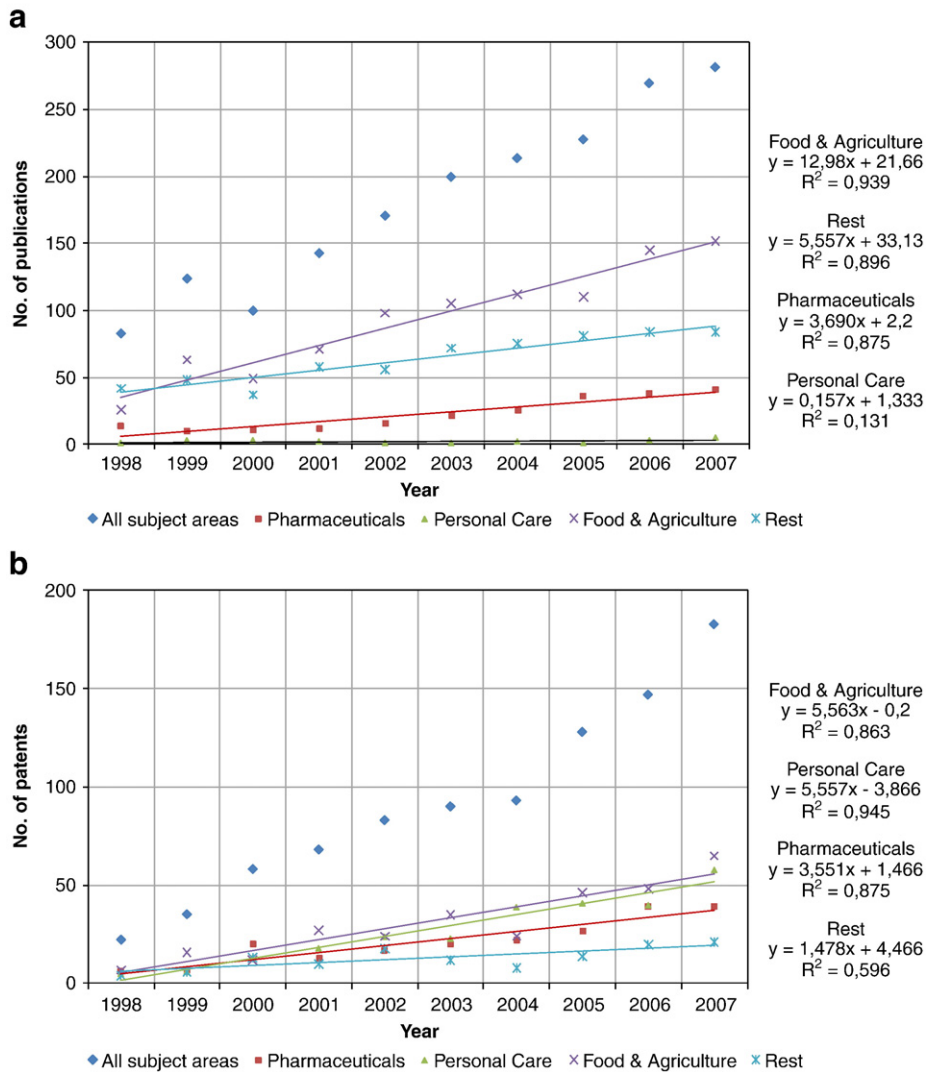 a
300
250
200
150
100
50
0
No. of publications
1998 1999 2000 2001 2002 2003 2004 2005 2006 2007
Year
Food & Agriculture
y = 12,98x + 21,66
R² = 0,939
Rest
y = 5,557x + 33,13
R² = 0,896
Pharmaceuticals
y = 3,690x + 2,2
R² = 0,875
Personal Care
y = 0,157x + 1,333
R² = 0,131
All subject areas Pharmaceuticals Personal Care Food & Agriculture Rest
b
200
150
100
50
0
No. of patents
1998 1999 2000 2001 2002 2003 2004 2005 2006 2007
Year
Food & Agriculture
y = 5,563x - 0,2
R² = 0,863
Personal Care
y = 5,557x - 3,866
R² = 0,945
Pharmaceuticals
y = 3,551x + 1,466
R² = 0,875
Rest
y = 1,478x + 4,466
R² = 0,596
All subject areas Pharmaceuticals Personal Care Food & Agriculture Rest